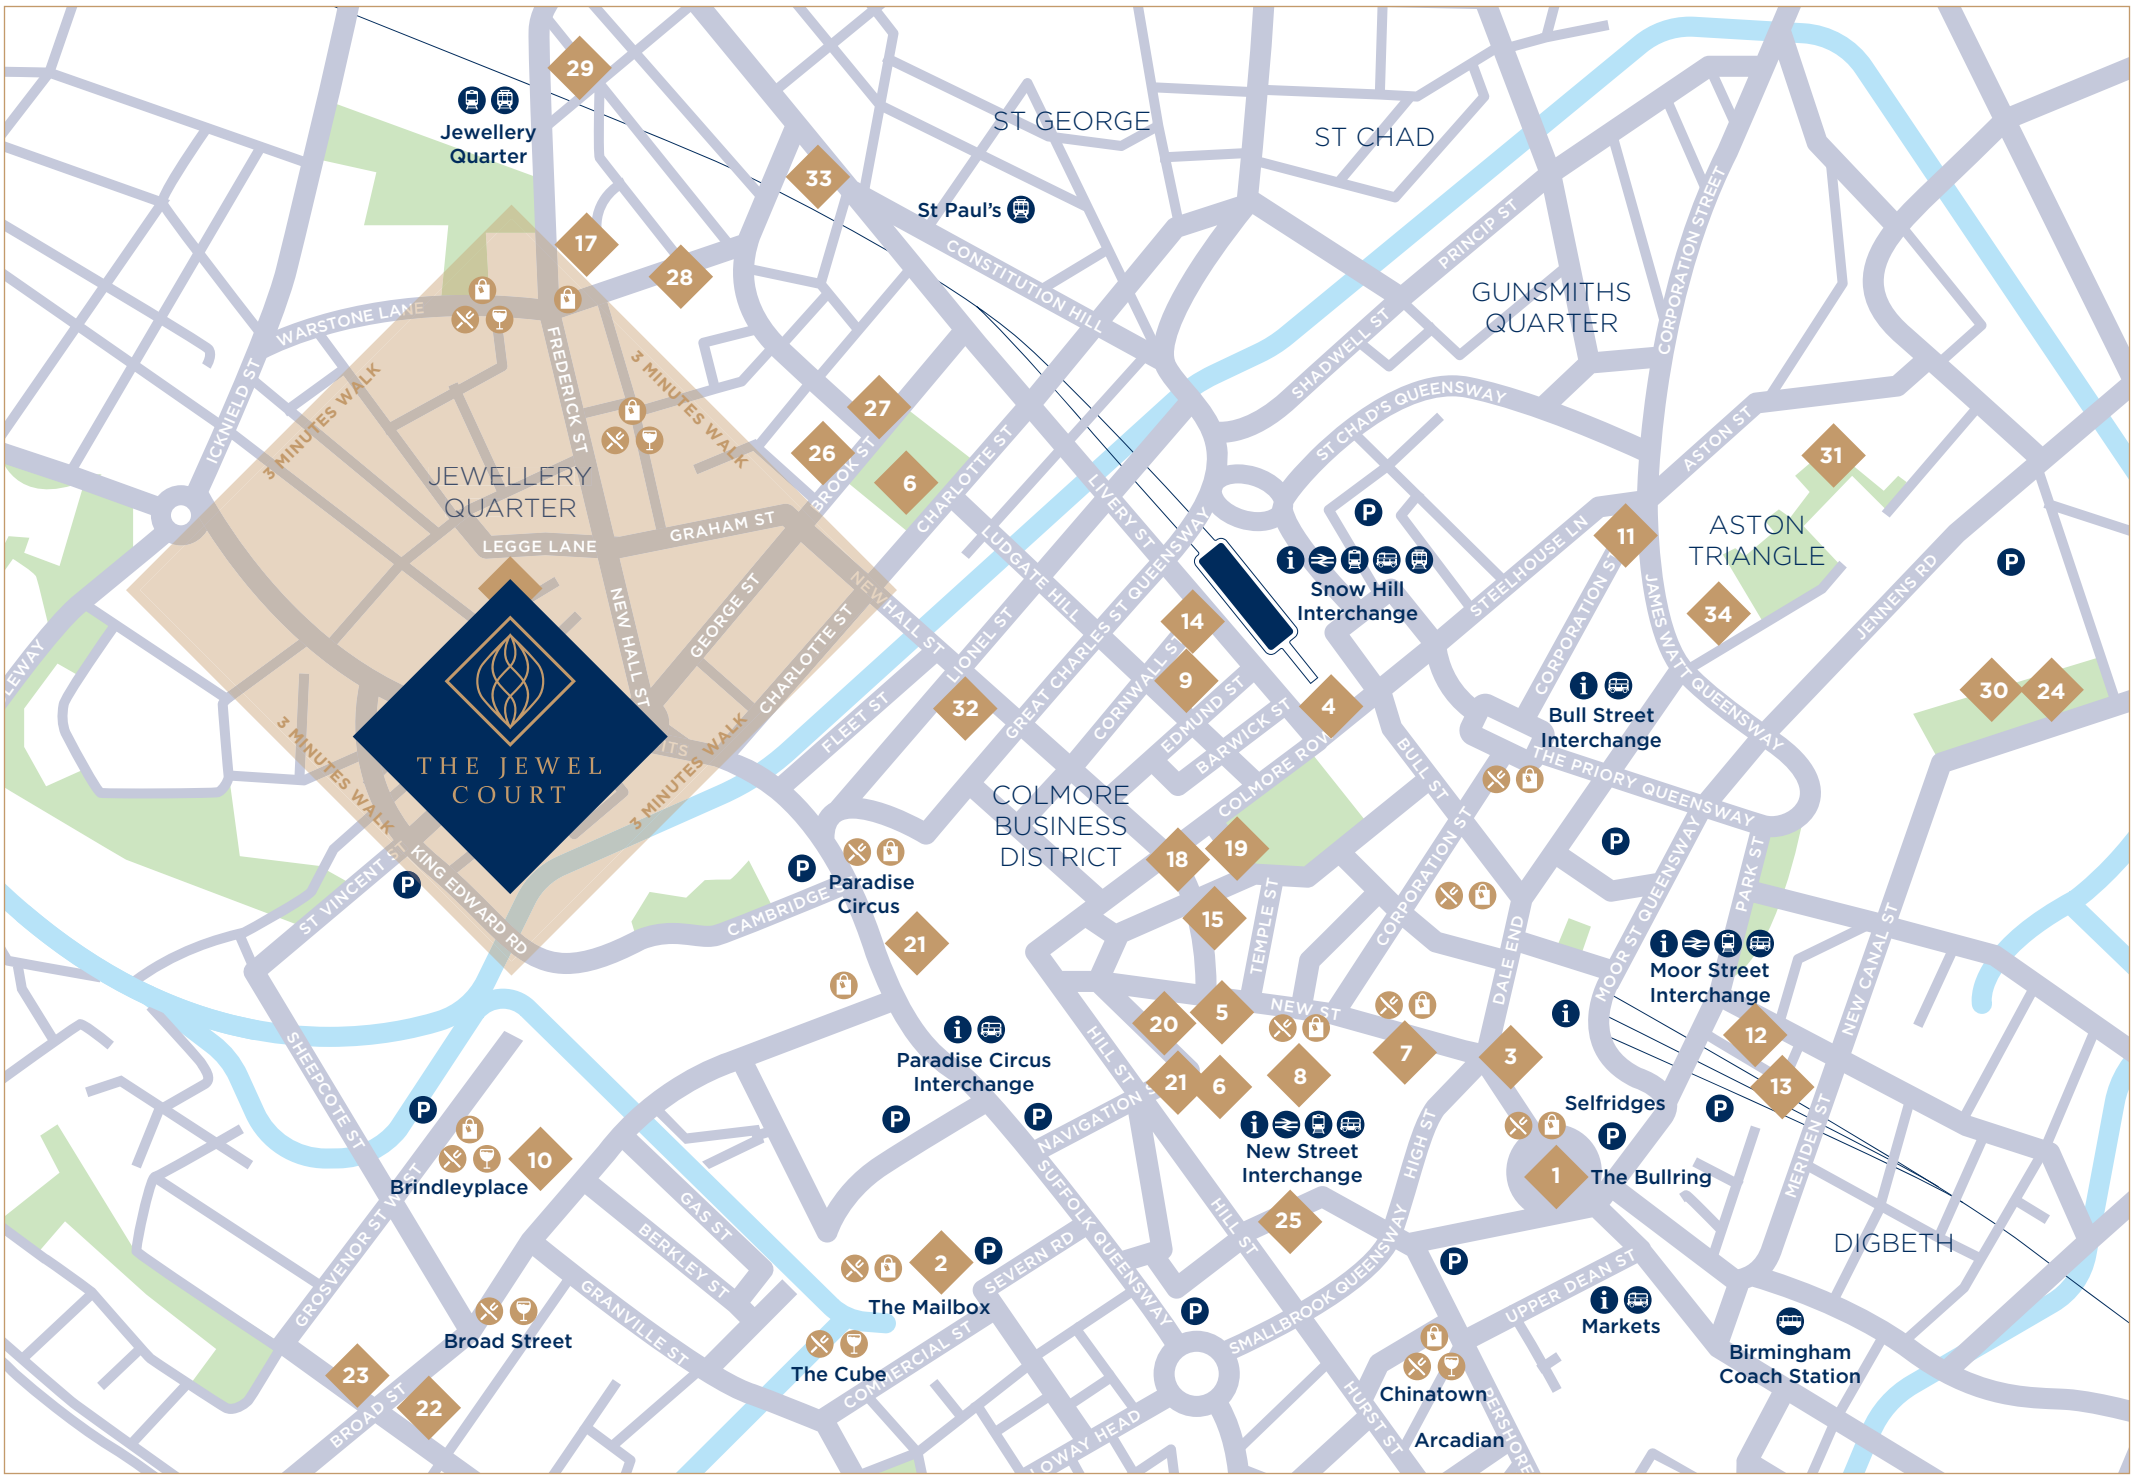 29
Jewellery
Quarter
ST GEORGE
ST CHAD
33
St Paul's
17
28
CONSTITUTION HILL
PRINCIP ST
CORPORATION STREET
GUNSMITHS
QUARTER
WARSTONE LANE
FREDERICK ST
SHADWELL ST
ICKNIELD ST
3 MINUTES WALK
3 MINUTES WALK
ST CHAD'S QUEENSWAY
27
26
BROOK ST
6
CHARLOTTE ST
ASTON ST
31
JEWELLERY
QUARTER
LEGGE LANE
GRAHAM ST
LIVERY ST
LUDGATE HILL
P
i
Snow Hill
Interchange
STEELHOUSE LN
11
ASTON
TRIANGLE
P
JENNENS RD
34
JAMES WATT QUEENSWAY
CORPORATION ST
NEWHALL ST
GEORGE ST
CHARLOTTE ST
NEW HALL ST
LIONEL ST
GREAT CHARLES ST QUEENSWAY
14
CORNWALL ST
9
EDMUND ST
BARWICK ST
4
COLMORE ROW
i
Bull Street
Interchange
30
24
LEWAY
FLEET ST
32
THE JEWEL
COURT
3 MINUTES WALK
3 MINUTES WALK
BULL ST
THE PRIORY QUEENSWAY
COLMORE
BUSINESS
DISTRICT
18
19
CORPORATION ST
P
PARK ST
MOOR ST QUEENSWAY
P
Paradise
Circus
KING EDWARD RD
ST VINCENT ST
P
CAMBRIDGE S
21
15
TEMPLE ST
DALE END
i
Moor Street
Interchange
NEW CANAL ST
20
5
NEW ST
i
12
SHEEPCOTE ST
i
Paradise Circus
Interchange
HILL ST
7
3
21
6
8
13
Selfridges
P
P
P
P
P
NAVIGATION S
i
New Street
Interchange
HIGH ST
1
The Bullring
MERIDEN ST
10
Brindleyplace
GAS ST
SUFFOLK QUEENSWAY
HILL ST
25
DIGBETH
GROSVENOR ST WEST
BERKLEY ST
2
P
The Mailbox
SEVERN RD
P
P
UPPER DEAN ST
i
Markets
SMALLBROOK QUEENSWAY
Broad Street
GRANVILLE ST
The Cube
COMMERCIAL ST
Birmingham
Coach Station
23
BROAD ST
22
Chinatown
HURST ST
PERSHORE
LOWAY HEAD
Arcadian